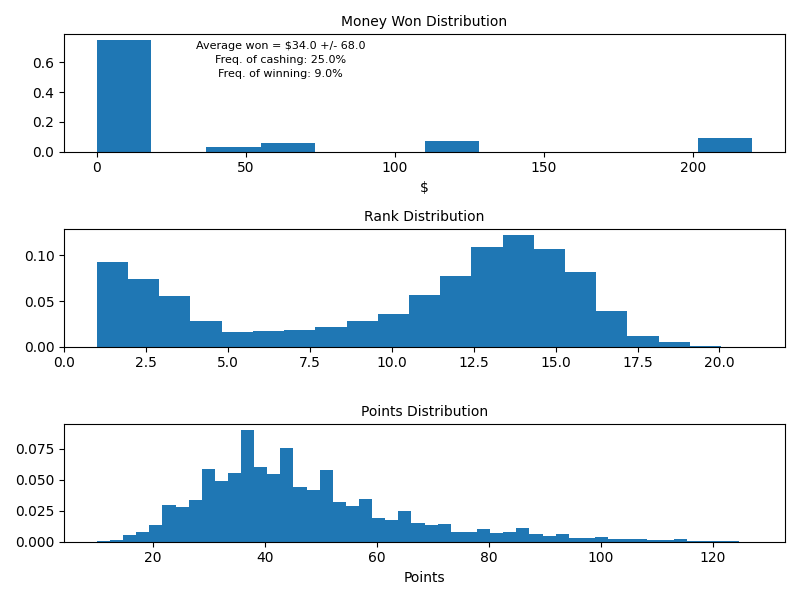 Money Won Distribution
Average won = $34.0 +/- 68.0
Freq. of cashing: 25.0%
Freq. of winning: 9.0%
0.6
0.4
0.2
0.0
0 50 100 150 200
$
Rank Distribution
0.10
0.05
0.00
0.0 2.5 5.0 7.5 10.0 12.5 15.0 17.5 20.0
Points Distribution
0.075
0.050
0.025
0.000
20 40 60 80 100 120
Points